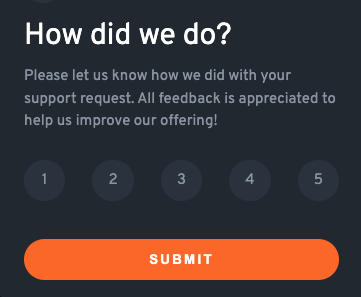 How did we do?
Please let us know how we did with your
support request. All feedback is appreciated to
help us improve our offering!
1 2 3 4 5
SUBMIT